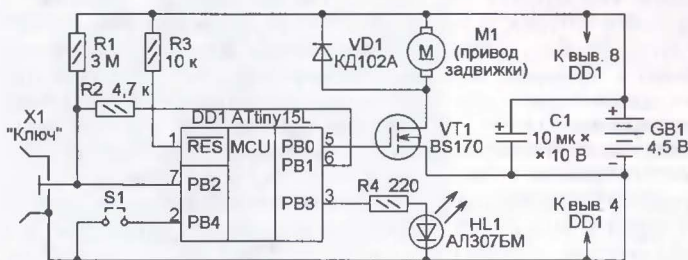 R1
3 М
R3
10 к
R2 4,7 к
X1
"Ключ"
S1
DD1 ATtiny15L
1
RES
MCU
PB0
5
PB1
6
7
PB2
PB3
3
2
PB4
VD1
КД102А
M
M1
(привод
задвижки)
VT1
BS170
R4 220
HL1
АЛ307БМ
К выв. 8
DD1
+
C1
10 мк ×
× 10 В
+
GB1
4,5 В
К выв. 4
DD1